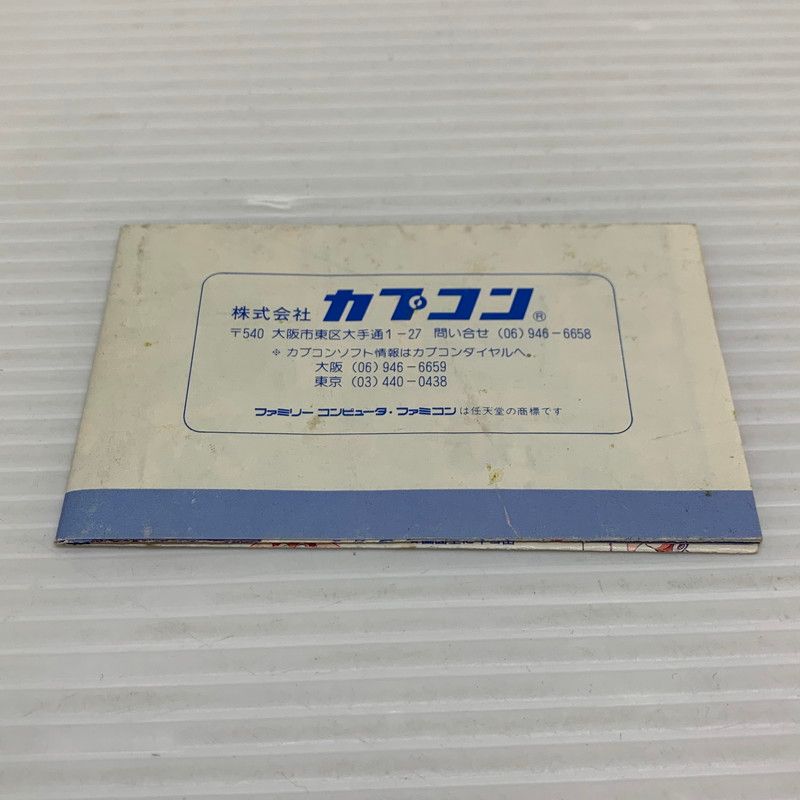 株式会社 カプコン®
〒540 大阪市東区大手通1-27 問い合せ (06)946-6658
※ カプコンソフト情報はカプコンダイヤルへ。
大阪 (06)946-6659
東京 (03)440-0438
ファミリーコンピュータ・ファミコンは任天堂の商標です